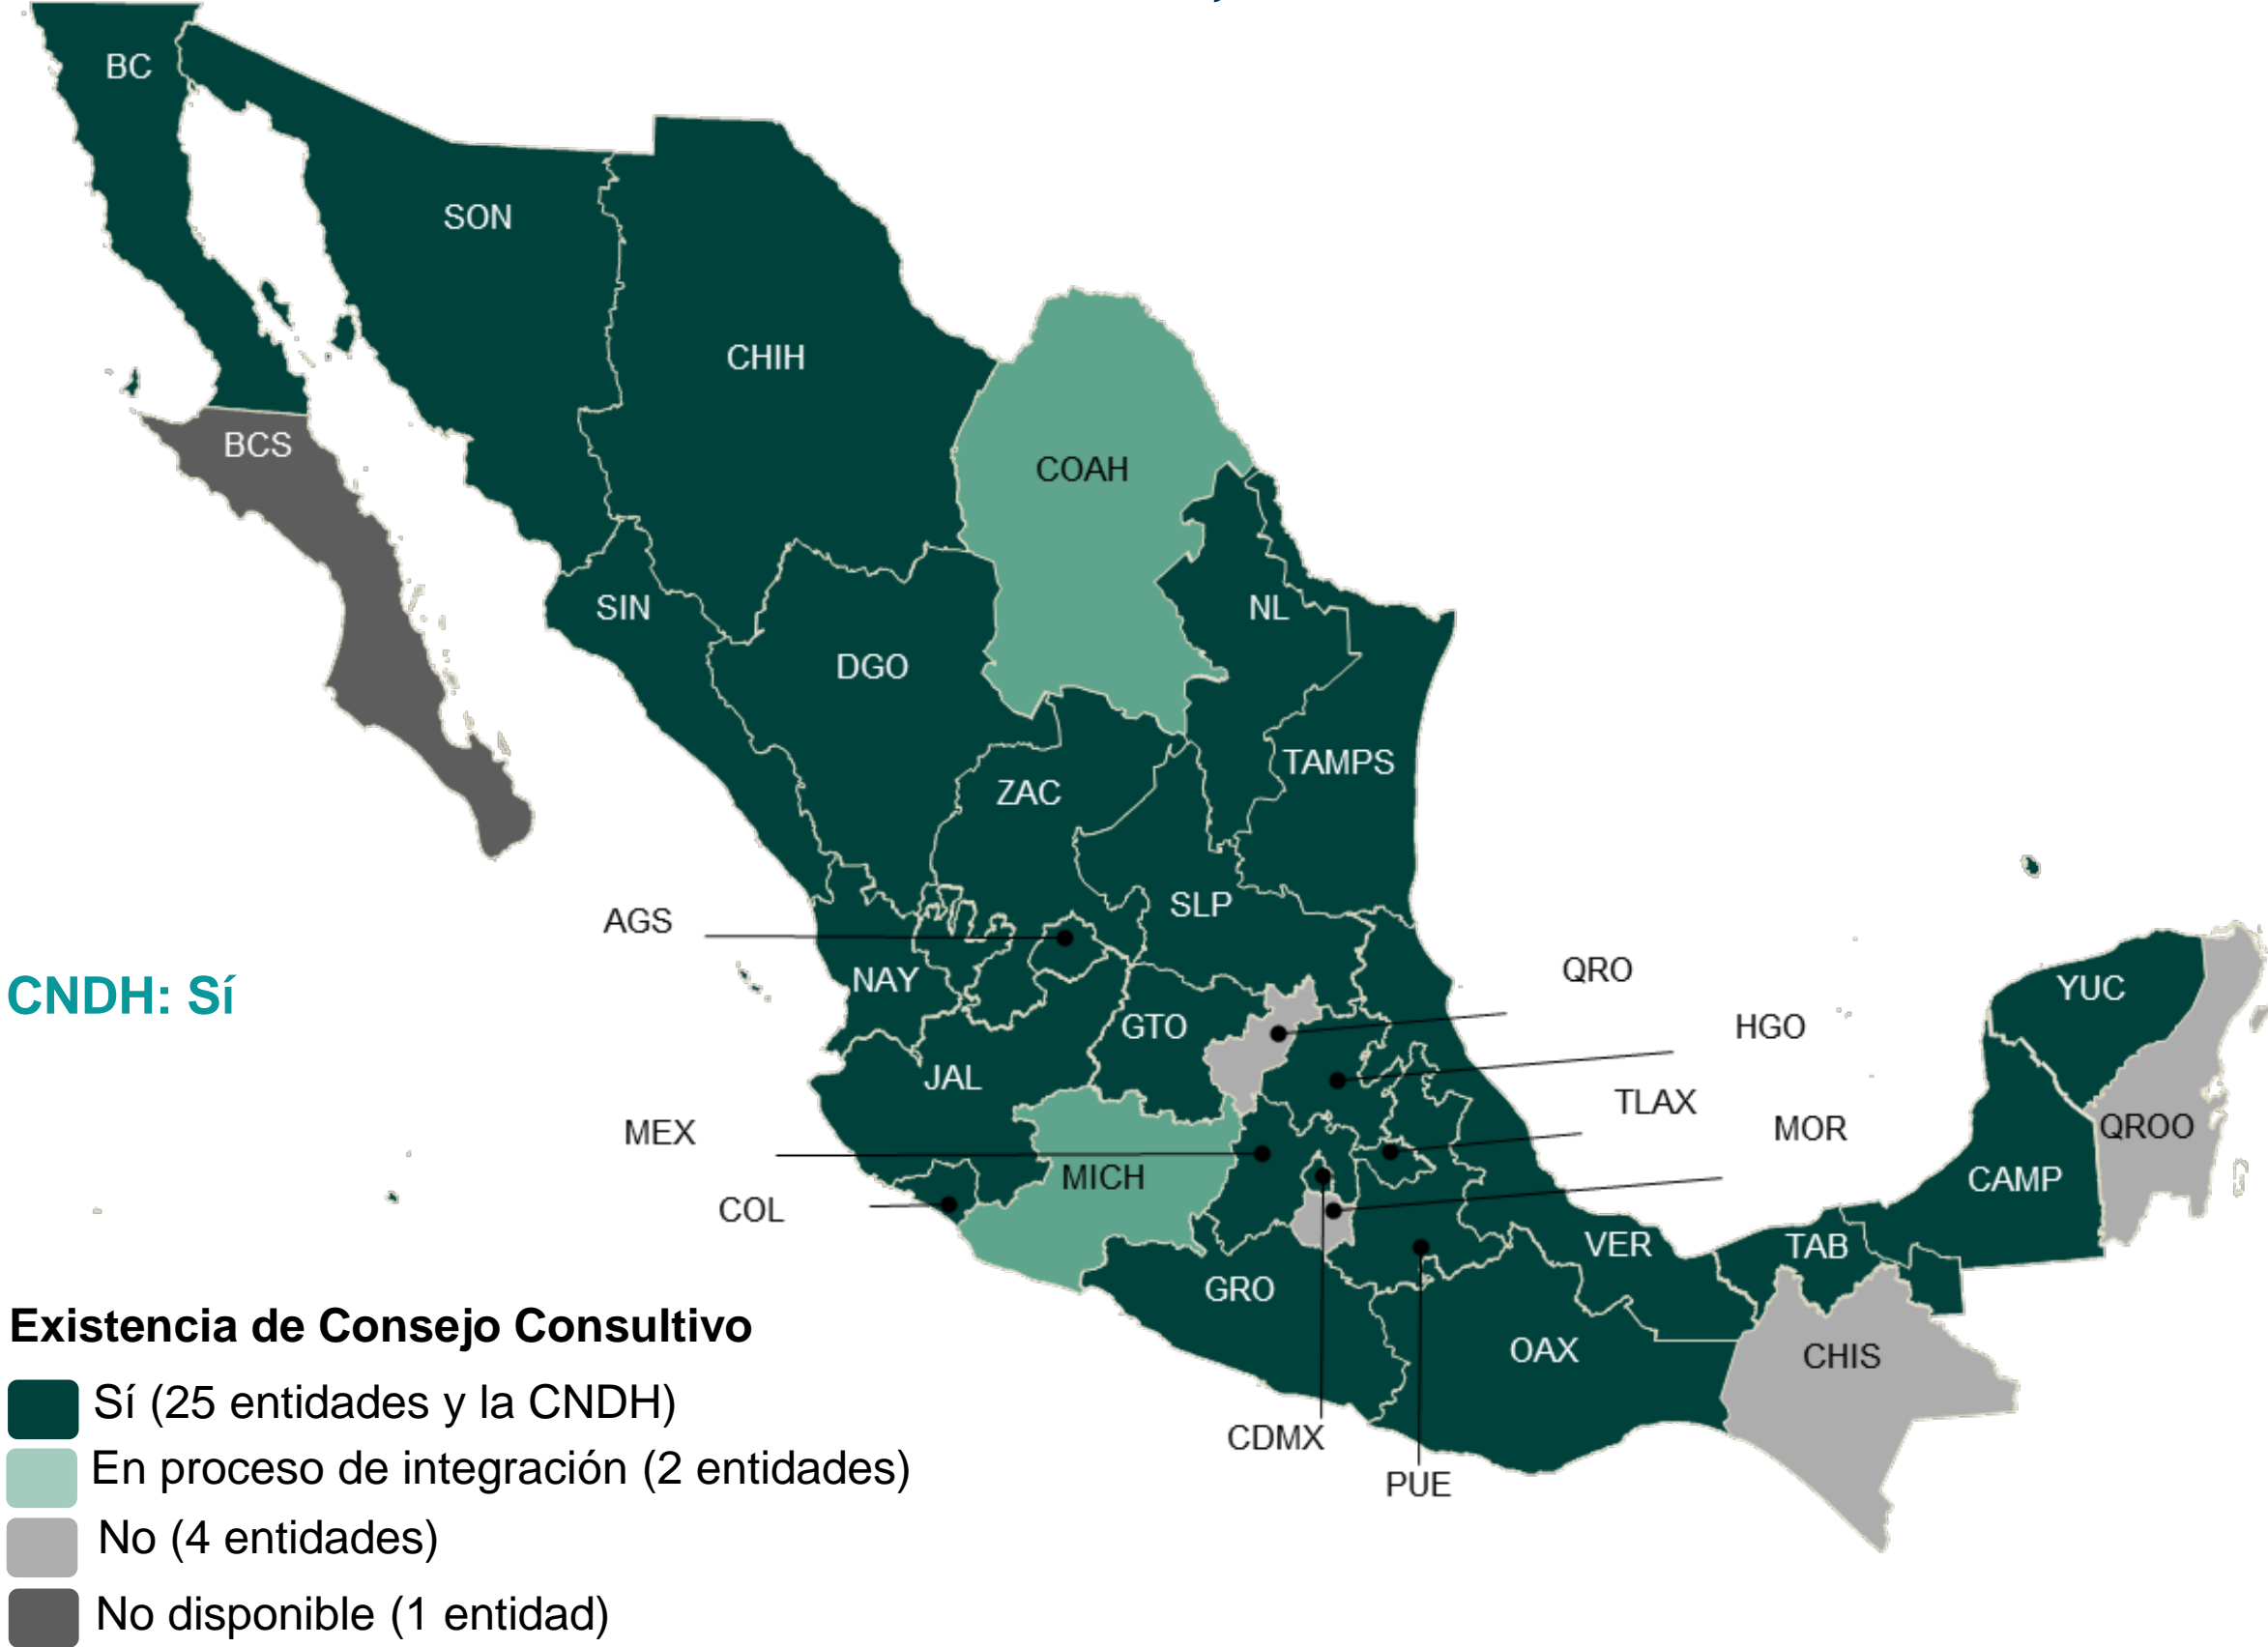 BC
SON
CHIH
BCS
COAH
SIN
NL
DGO
TAMPS
ZAC
SLP
AGS
QRO
NAY
CNDH: Sí
YUC
GTO
HGO
JAL
TLAX
MEX
MOR
QROO
MICH
CAMP
COL
VER
TAB
GRO
Existencia de Consejo Consultivo
OAX
CHIS
Sí (25 entidades y la CNDH)
CDMX
En proceso de integración (2 entidades)
PUE
No (4 entidades)
No disponible (1 entidad)